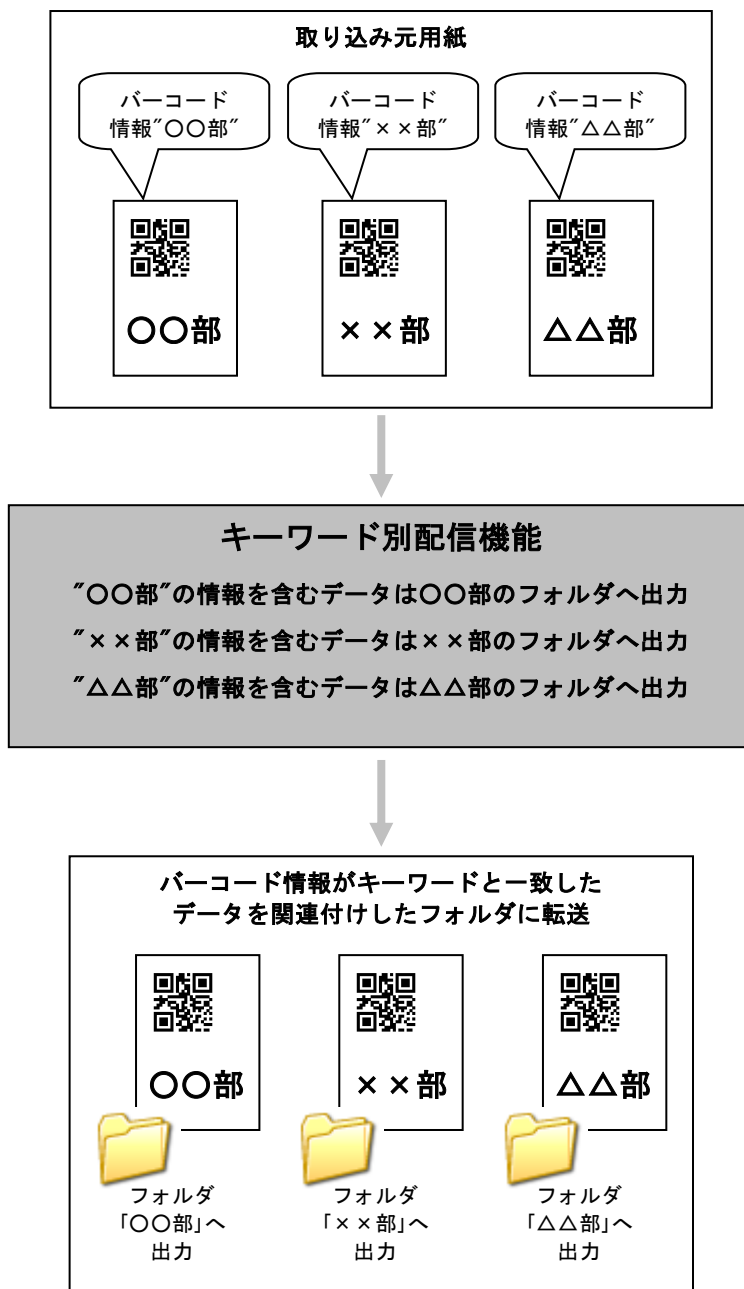 取り込み元用紙
バーコード
情報″〇〇部″
バーコード
情報″××部″
バーコード
情報″△△部″
〇〇部
××部
△△部
キーワード別配信機能
″〇〇部″の情報を含むデータは〇〇部のフォルダへ出力
″××部″の情報を含むデータは××部のフォルダへ出力
″△△部″の情報を含むデータは△△部のフォルダへ出力
バーコード情報がキーワードと一致した
データを関連付けしたフォルダに転送
〇〇部
××部
△△部
フォルダ
「〇〇部」へ
出力
フォルダ
「××部」へ
出力
フォルダ
「△△部」へ
出力